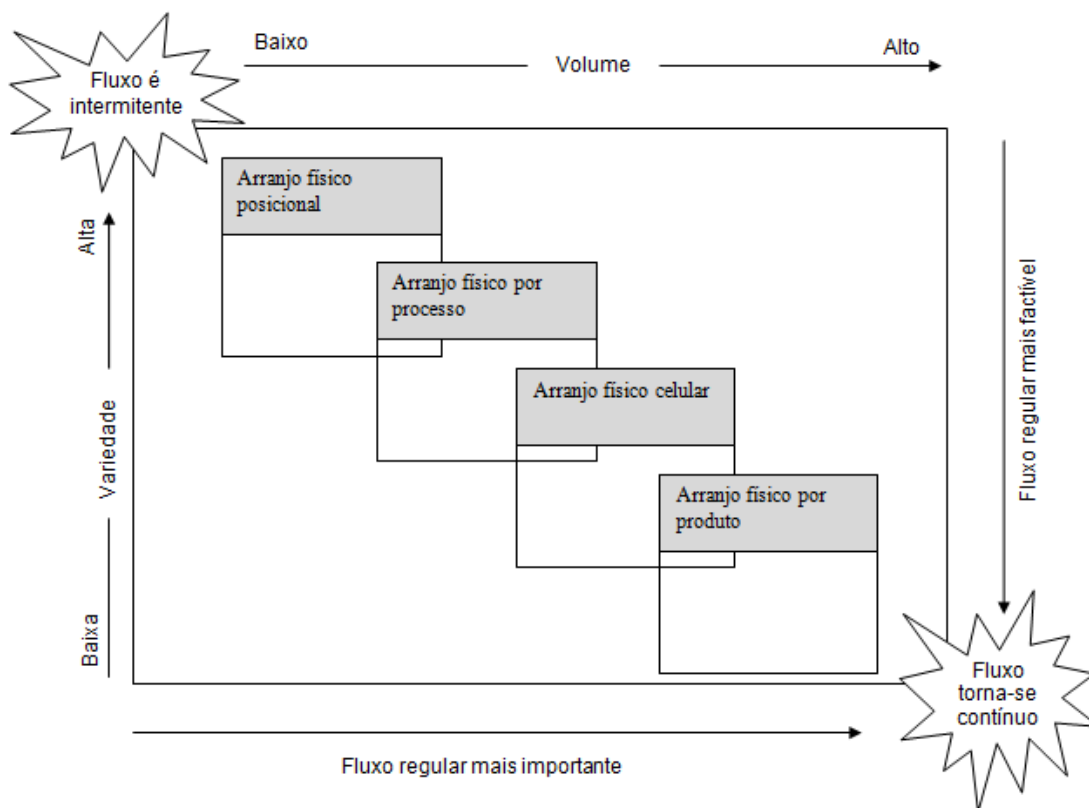 Baixo
Volume
Alto
Fluxo é
intermitente
Arranjo físico
posicional
Arranjo físico por
processo
Arranjo físico celular
Arranjo físico por
produto
Alta
Variedade
Baixa
Fluxo regular mais factível
Fluxo
torna-se
contínuo
Fluxo regular mais importante